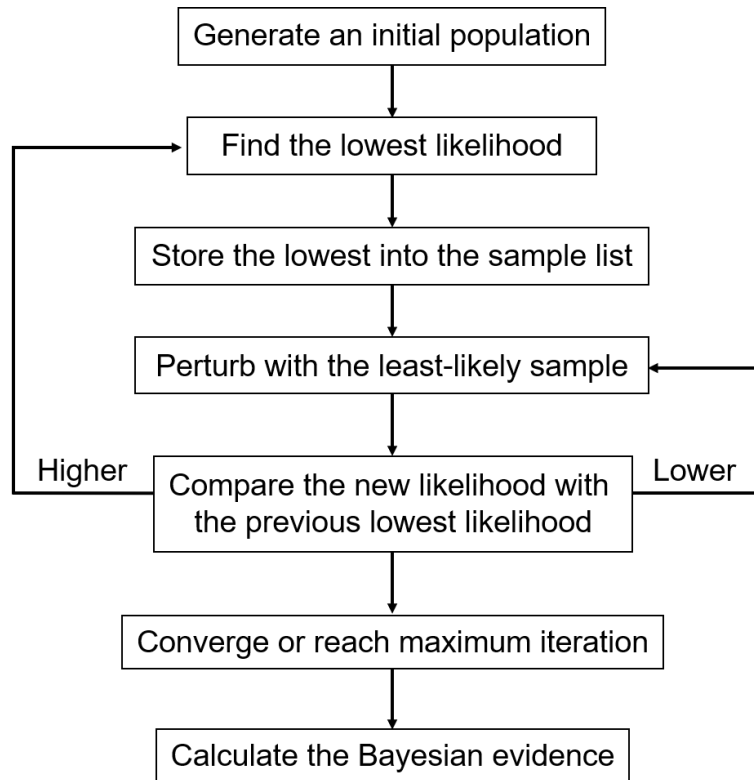 Generate an initial population
Find the lowest likelihood
Store the lowest into the sample list
Perturb with the least-likely sample
Higher
Lower
Compare the new likelihood with
the previous lowest likelihood
Converge or reach maximum iteration
Calculate the Bayesian evidence